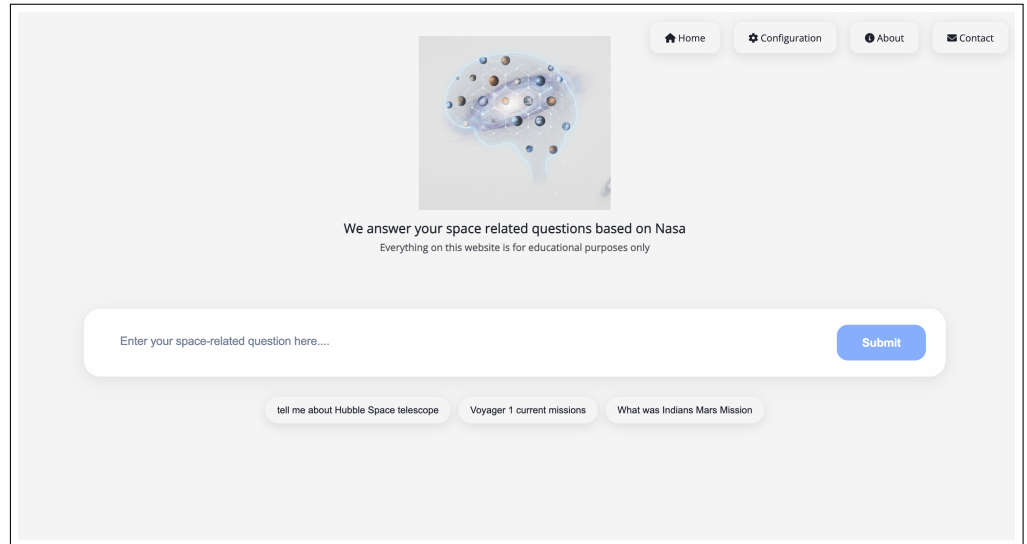 Home
Configuration
About
Contact
We answer your space related questions based on Nasa
Everything on this website is for educational purposes only
Enter your space-related question here....
Submit
tell me about Hubble Space telescope
Voyager 1 current missions
What was Indians Mars Mission